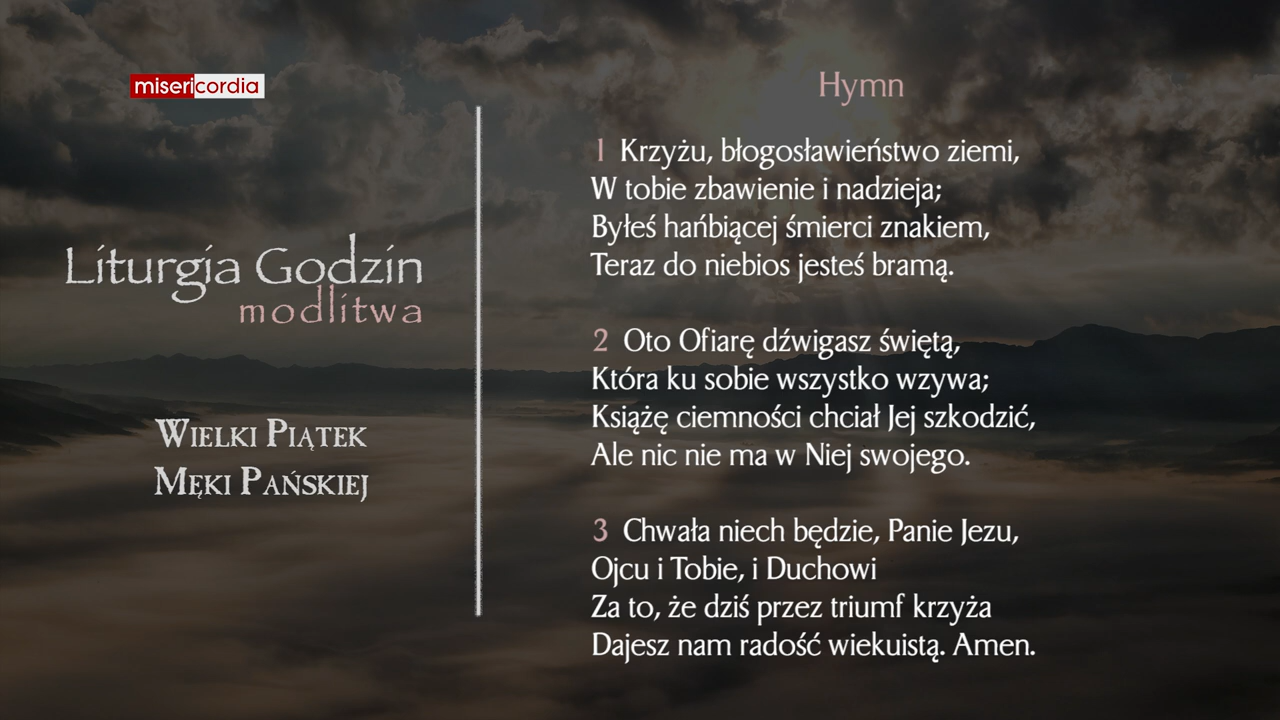 misericordia
Liturgia Godzin
modlitwa
Wielki Piątek
Męki Pańskiej
Hymn
1 Krzyżu, błogosławieństwo ziemi,
W tobie zbawienie i nadzieja;
Byłeś hańbiącej śmierci znakiem,
Teraz do niebios jesteś bramą.
2 Oto Ofiarę dźwigasz świętą,
Która ku sobie wszystko wzywa;
Książę ciemności chciał Jej szkodzić,
Ale nic nie ma w Niej swojego.
3 Chwała niech będzie, Panie Jezu,
Ojcu i Tobie, i Duchowi
Za to, że dziś przez triumf krzyża
Dajesz nam radość wiekuistą. Amen.